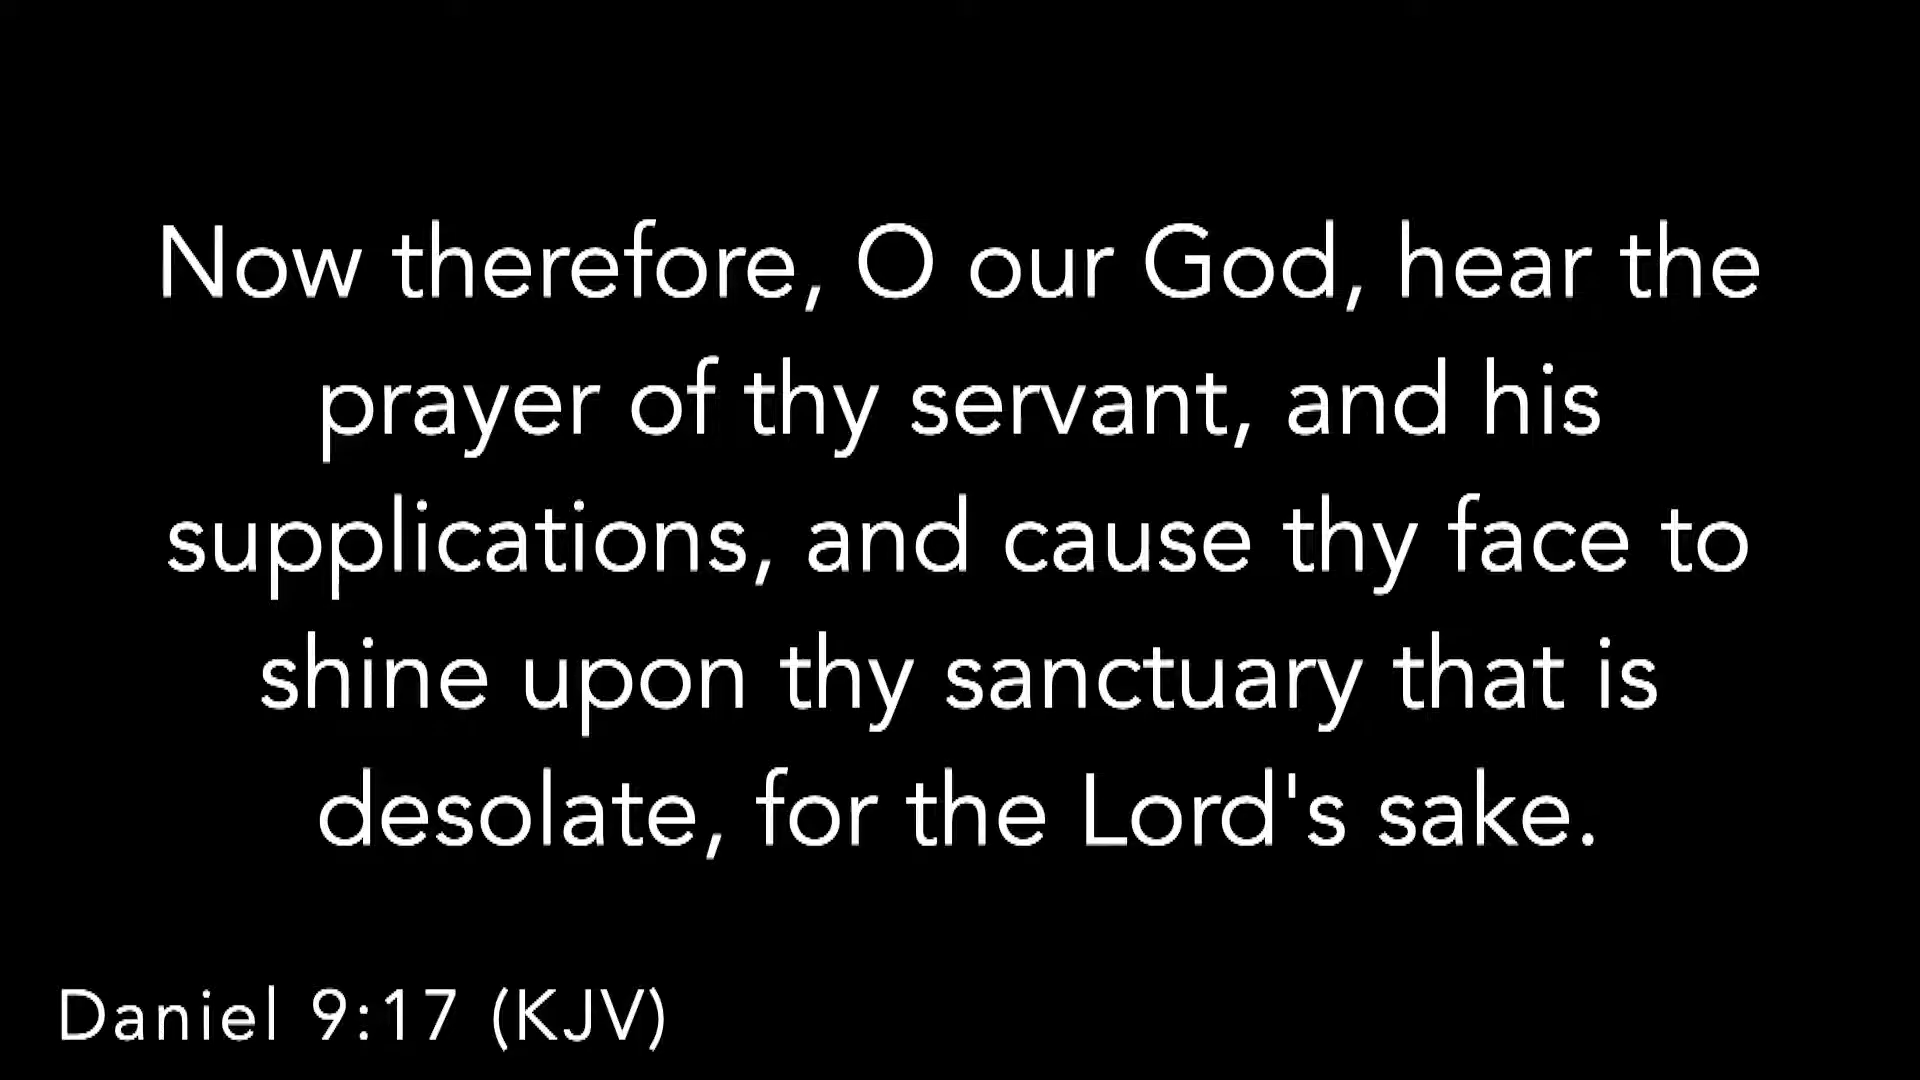 Now therefore, O our God, hear the
prayer of thy servant, and his
supplications, and cause thy face to
shine upon thy sanctuary that is
desolate, for the Lord's sake.
Daniel 9:17 (KJV)